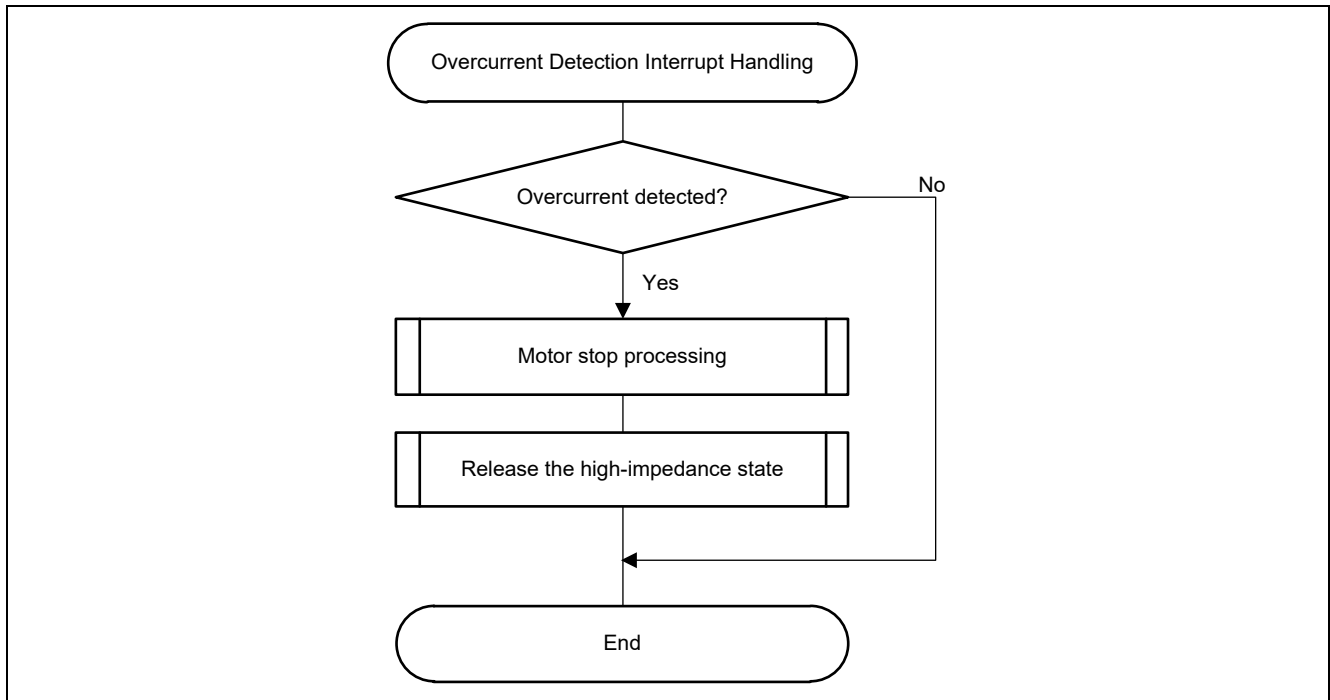 Overcurrent Detection Interrupt Handling
Overcurrent detected?
No
Yes
Motor stop processing
Release the high-impedance state
End